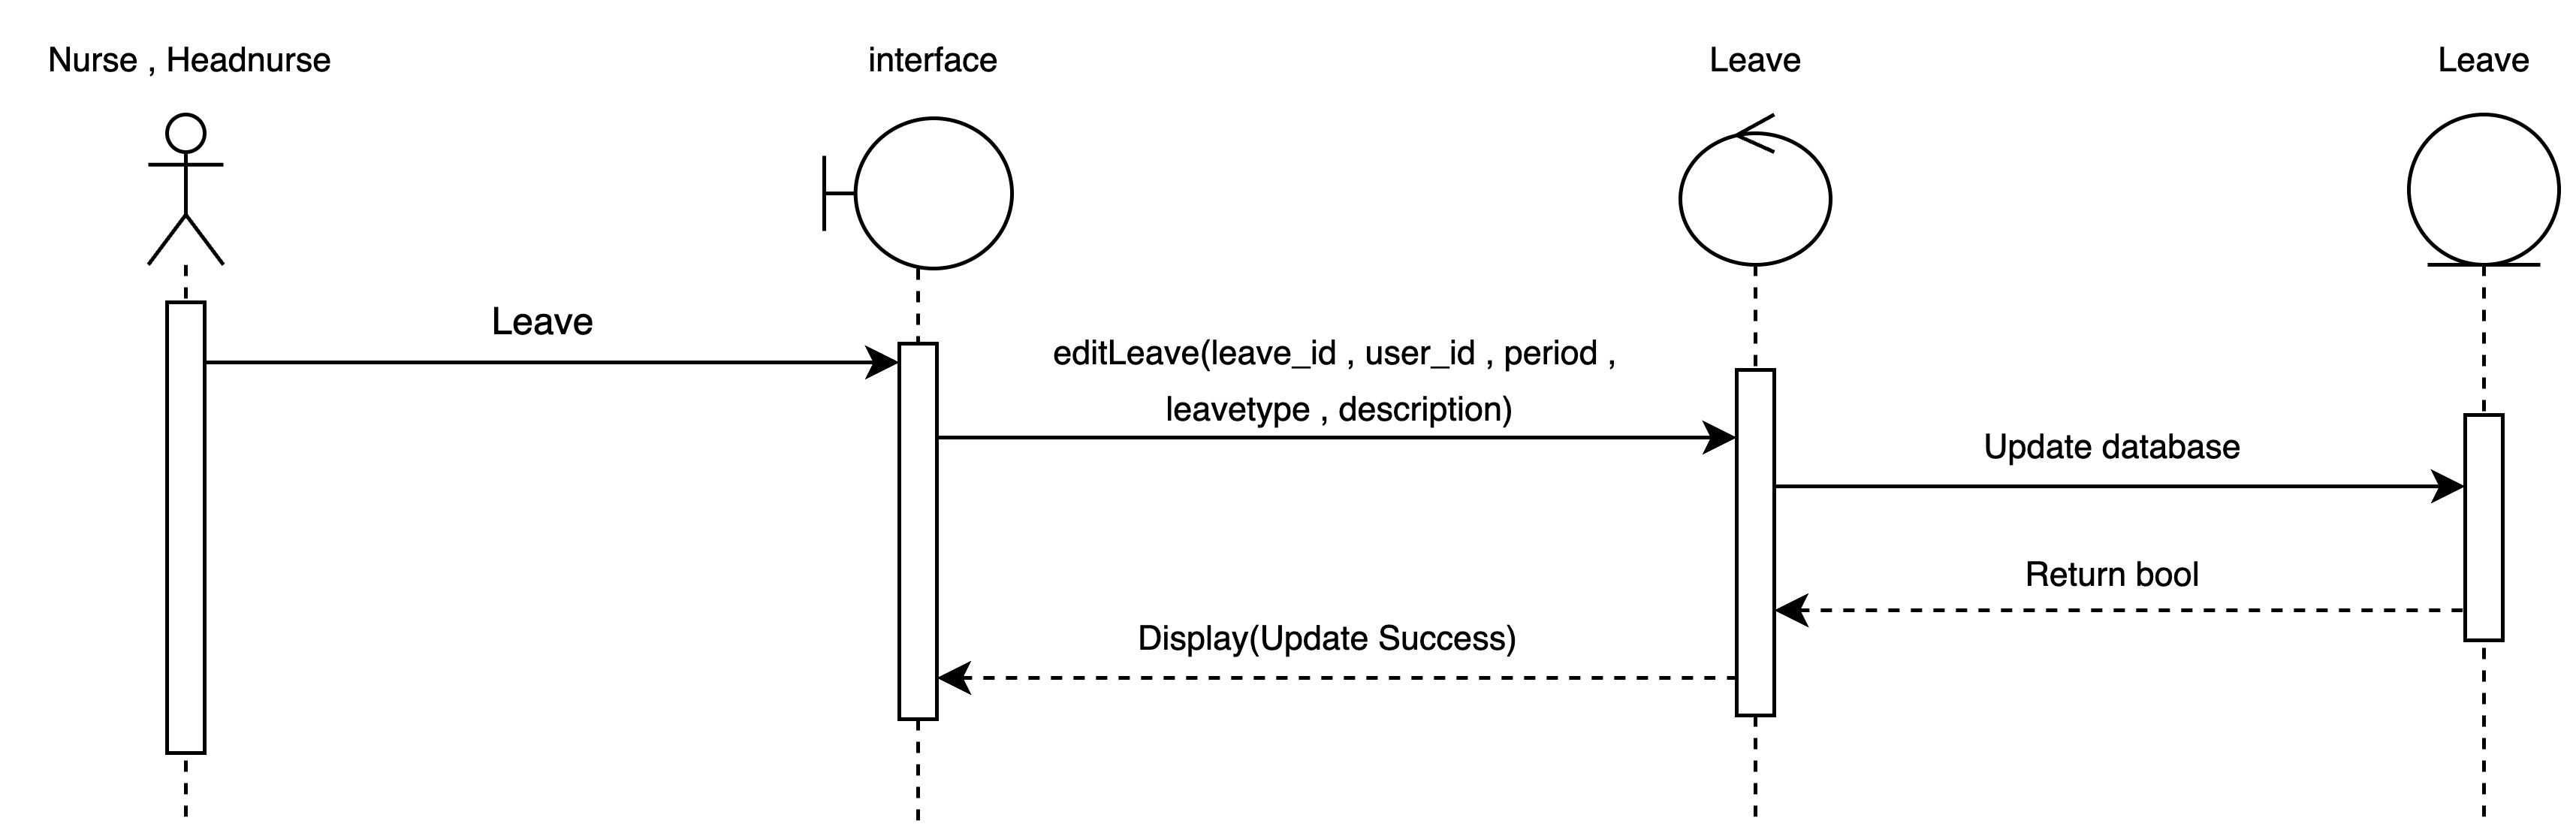 Nurse , Headnurse
interface
Leave
Leave
Leave
editLeave(leave_id , user_id , period ,
leavetype , description)
Update database
Return bool
Display(Update Success)